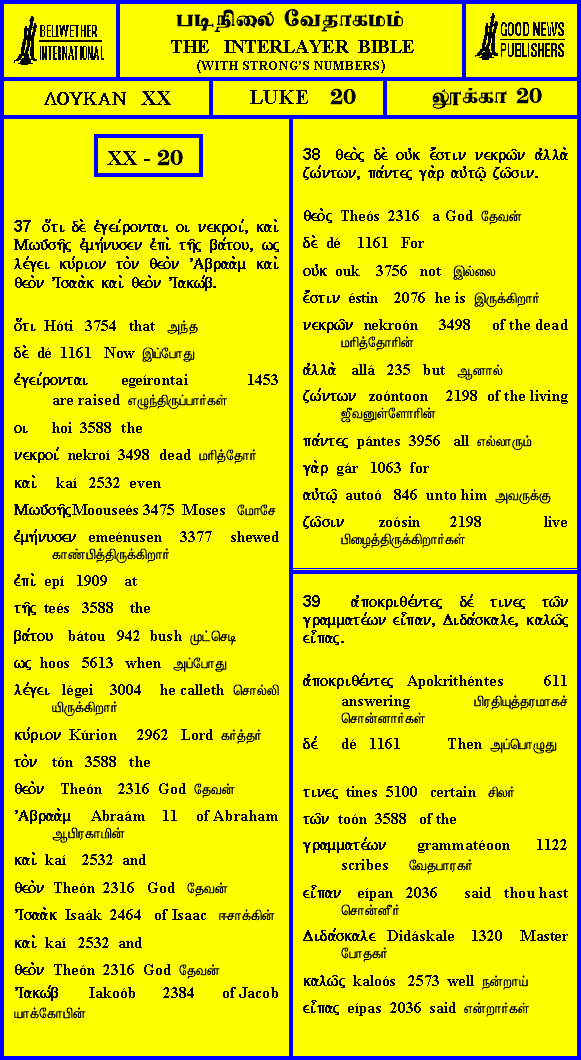 BELLWETHER
INTERNATIONAL
படிநிலை வேதாகமம்
THE INTERLAYER BIBLE
(WITH STRONG'S NUMBERS)
GOOD NEWS
PUBLISHERS
ΛΟΥΚΑΝ XX
LUKE 20
லூக்கா 20
XX - 20
37 ὅτι δὲ ἐγείρονται οι νεκροί, καὶ
Μωΰσῆς ἐμήνυσεν ἐπὶ τῆς βάτου, ως
λέγει κύριον τὸν θεὸν Ἀβραὰμ καὶ
θεὸν Ἰσαὰκ καὶ θεὸν Ἰακώβ.
ὅτι Hóti 3754 that அந்த
δὲ dé 1161 Now இப்போது
ἐγείρονται egeírontai 1453
are raised எழுந்திருப்பார்கள்
οι hoi 3588 the
νεκροί nekroí 3498 dead மரித்தோர்
καὶ kaí 2532 even
Μωΰσῆς Moouseés 3475 Moses மோசே
ἐμήνυσεν emeénusen 3377 shewed
காண்பித்திருக்கிறார்
ἐπὶ epí 1909 at
τῆς teés 3588 the
βάτου bátou 942 bush முட்செடி
ως hoos 5613 when அப்போது
λέγει légei 3004 he calleth சொல்லி
யிருக்கிறார்
κύριον Kúrion 2962 Lord கர்த்தர்
τὸν tón 3588 the
θεὸν Theón 2316 God தேவன்
Ἀβραὰμ Abraám 11 of Abraham
ஆபிரகாமின்
καὶ kaí 2532 and
θεὸν Theón 2316 God தேவன்
Ἰσαὰκ Isaák 2464 of Isaac ஈசாக்கின்
καὶ kaí 2532 and
θεὸν Theón 2316 God தேவன்
Ἰακώβ Iakoób 2384 of Jacob
யாக்கோபின்
38 θεὸς δὲ οὐκ ἔστιν νεκρῶν ἀλλὰ
ζώντων, πάντες γὰρ αὐτῷ ζῶσιν.
θεὸς Theós 2316 a God தேவன்
δὲ dé 1161 For
οὐκ ouk 3756 not இல்லை
ἔστιν éstin 2076 he is இருக்கிறார்
νεκρῶν nekroón 3498 of the dead
மரித்தோரின்
ἀλλὰ allá 235 but ஆனால்
ζώντων zoóntoon 2198 of the living
ஜீவனுள்ளோரின்
πάντες pántes 3956 all எல்லாரும்
γὰρ gár 1063 for
αὐτῷ autoó 846 unto him அவருக்கு
ζῶσιν zoósin 2198 live
பிழைத்திருக்கிறார்கள்
39 ἀποκριθέντες δέ τινες τῶν
γραμματέων εἶπαν, Διδάσκαλε, καλῶς
εἶπας.
ἀποκριθέντες Apokrithéntes 611
answering பிரதியுத்தரமாகச்
சொன்னார்கள்
δέ dé 1161 Then அப்பொழுது
τινες tines 5100 certain சிலர்
τῶν toón 3588 of the
γραμματέων grammatéoon 1122
scribes வேதபாரகர்
εἶπαν eípan 2036 said thou hast
சொன்னீர்
Διδάσκαλε Didáskale 1320 Master
போதகர்
καλῶς kaloós 2573 well நன்றாய்
εἶπας eípas 2036 said என்றார்கள்